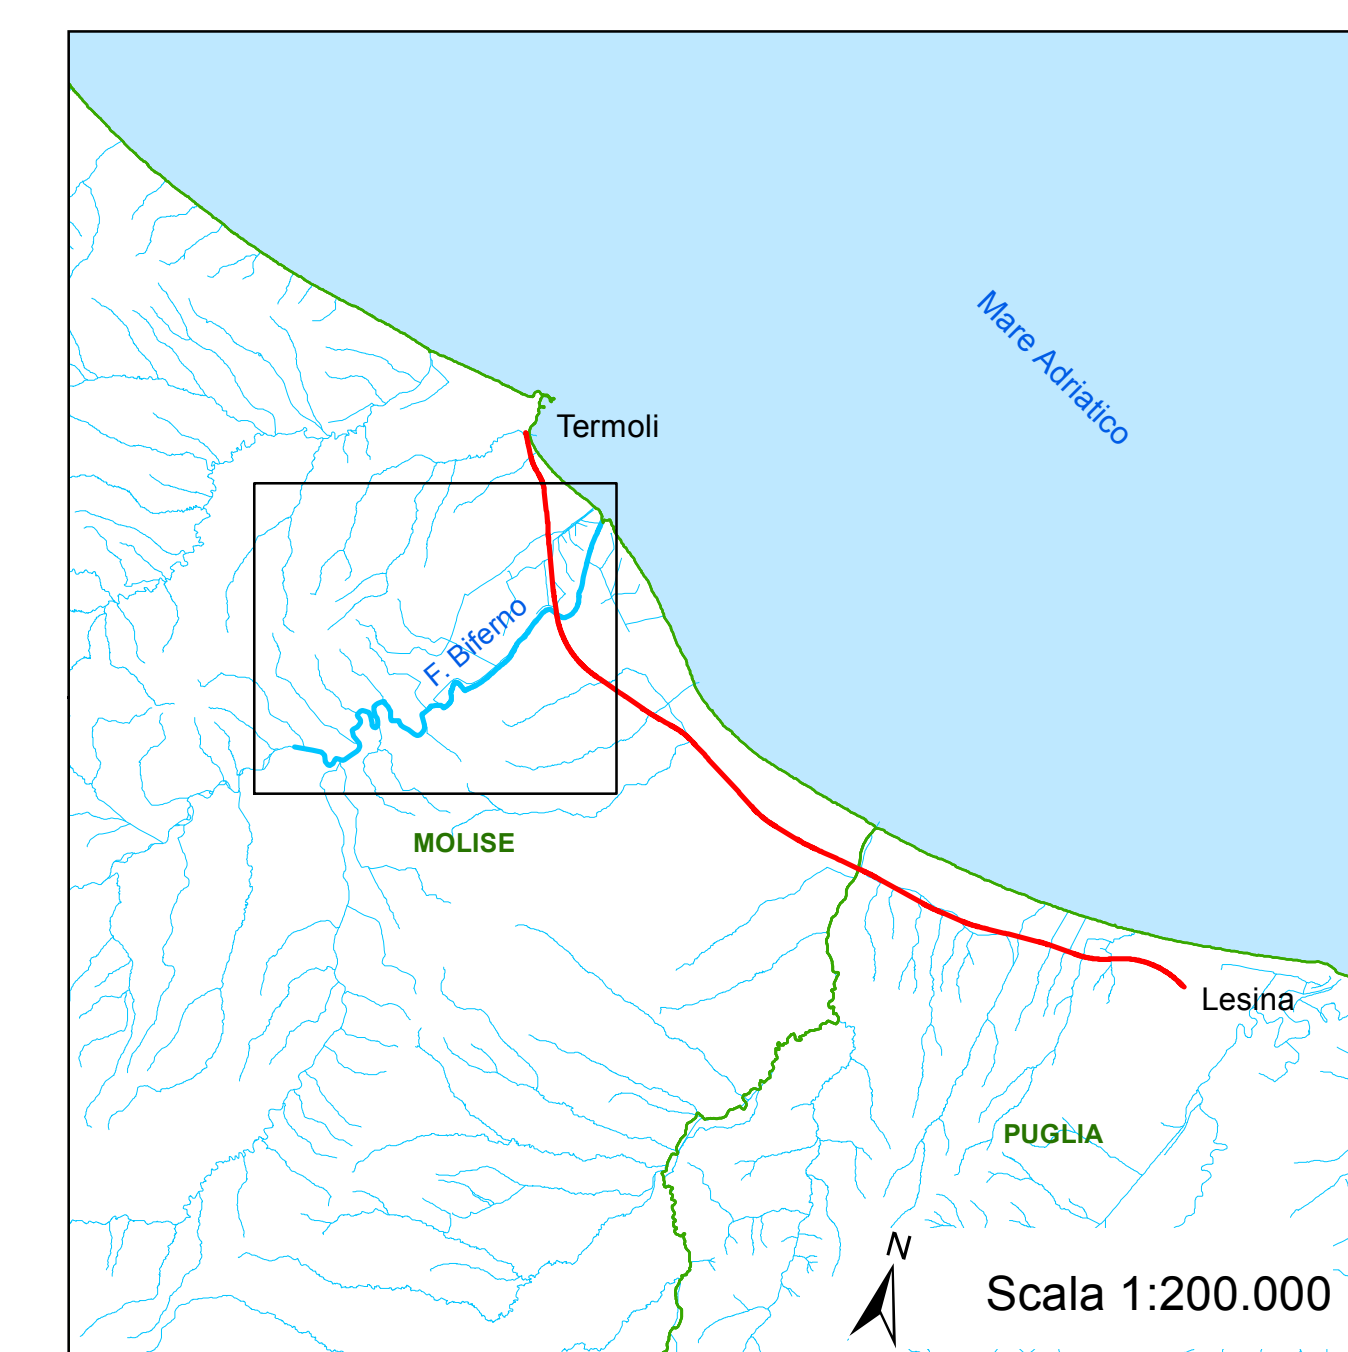 Mare Adriatico
Termoli
F. Biferno
MOLISE
Lesina
PUGLIA
N
Scala 1:200.000